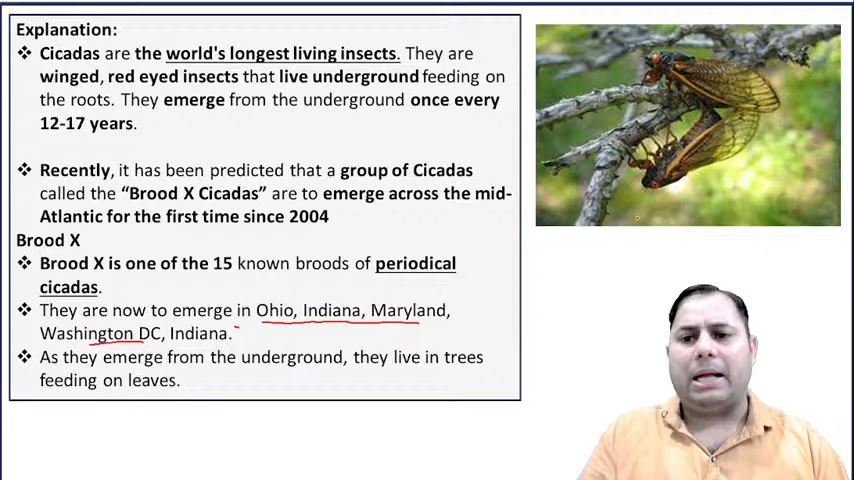 Explanation:
❖ Cicadas are the world's longest living insects. They are
winged, red eyed insects that live underground feeding on
the roots. They emerge from the underground once every
12-17 years.
❖ Recently, it has been predicted that a group of Cicadas
called the “Brood X Cicadas” are to emerge across the mid-
Atlantic for the first time since 2004
Brood X
❖ Brood X is one of the 15 known broods of periodical
cicadas.
❖ They are now to emerge in Ohio, Indiana, Maryland,
Washington DC, Indiana.
❖ As they emerge from the underground, they live in trees
feeding on leaves.